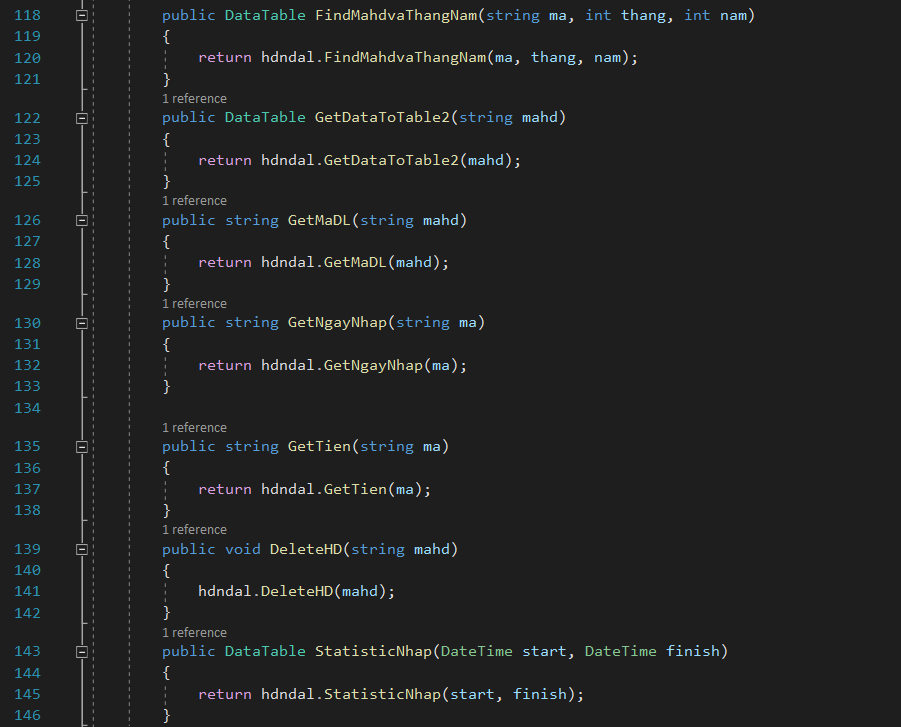 118 public DataTable FindMahdvaThangNam(string ma, int thang, int nam)
119 {
120 return hdndal.FindMahdvaThangNam(ma, thang, nam);
121 }
1 reference
122 public DataTable GetDataToTable2(string mahd)
123 {
124 return hdndal.GetDataToTable2(mahd);
125 }
1 reference
126 public string GetMaDL(string mahd)
127 {
128 return hdndal.GetMaDL(mahd);
129 }
1 reference
130 public string GetNgayNhap(string ma)
131 {
132 return hdndal.GetNgayNhap(ma);
133 }
134
1 reference
135 public string GetTien(string ma)
136 {
137 return hdndal.GetTien(ma);
138 }
1 reference
139 public void DeleteHD(string mahd)
140 {
141 hdndal.DeleteHD(mahd);
142 }
1 reference
143 public DataTable StatisticNhap(DateTime start, DateTime finish)
144 {
145 return hdndal.StatisticNhap(start, finish);
146 }